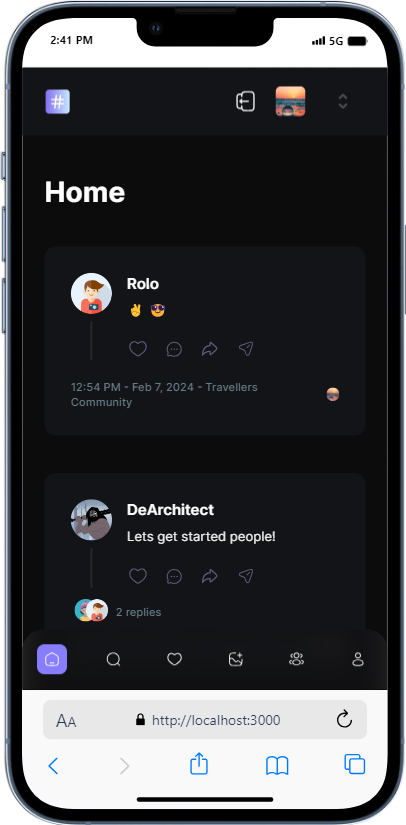 2:41 PM
5G
#
Home
Rolo
✌️ 😎
12:54 PM - Feb 7, 2024 - Travellers
Community
DeArchitect
Lets get started people!
2 replies
AA
http://localhost:3000